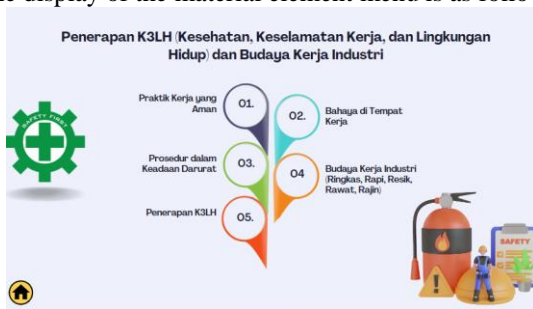 Penerapan K3LH (Kesehatan, Keselamatan Kerja, dan Lingkungan
Hidup) dan Budaya Kerja Industri
SAFETY FIRST
Praktik Kerja yang
Aman
01.
02.
Bahaya di Tempat
Kerja
Prosedur dalam
Keadaan Darurat
03.
04
Budaya Kerja Industri
(Ringkas, Rapi, Resik,
Rawat, Rajin)
Penerapan K3LH
05.
SAFETY